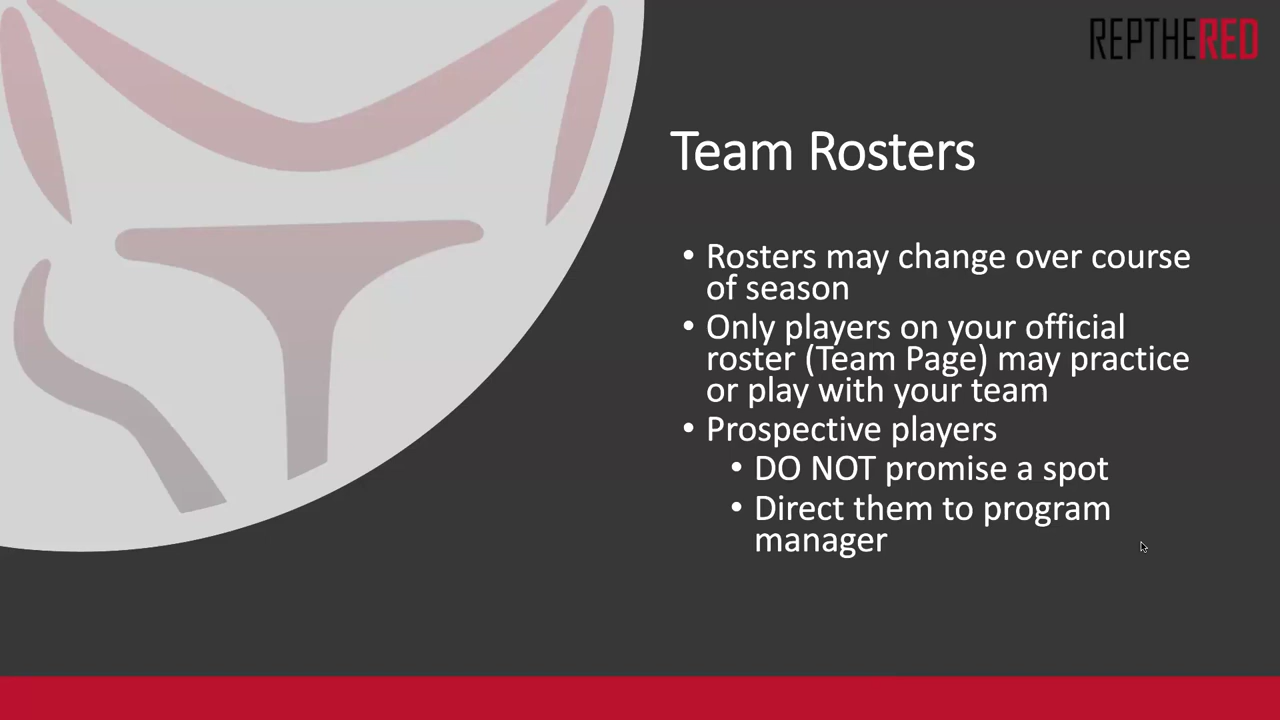 REPTHERED
Team Rosters
• Rosters may change over course
of season
• Only players on your official
roster (Team Page) may practice
or play with your team
• Prospective players
• DO NOT promise a spot
• Direct them to program
manager